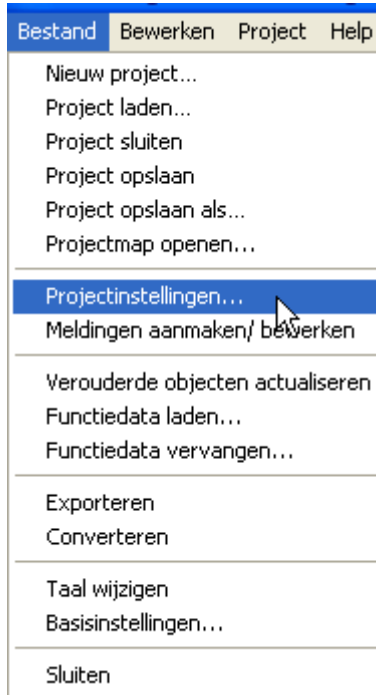 Bestand Bewerken Project Help
Nieuw project...
Project laden...
Project sluiten
Project opslaan
Project opslaan als...
Projectmap openen...
Projectinstellingen...
Meldingen aanmaken/ bewerken
Verouderde objecten actualiseren
Functiedata laden...
Functiedata vervangen...
Exporteren
Converteren
Taal wijzigen
Basisinstellingen...
Sluiten